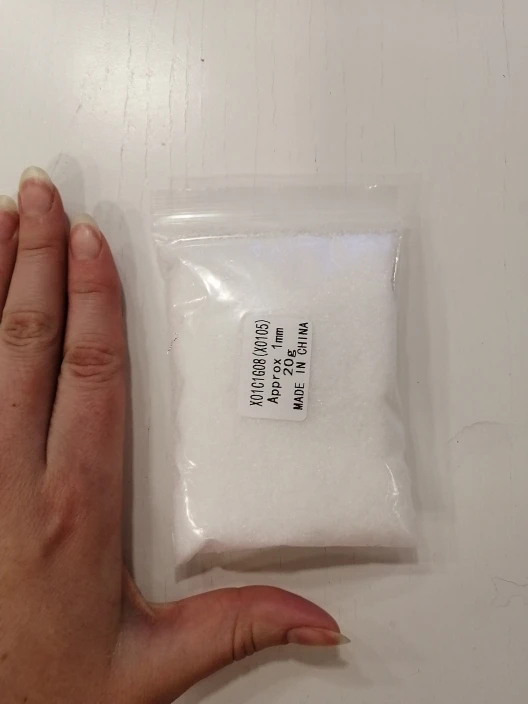 X01C1G08(X0105)
Approx 1mm
20g
MADE IN CHINA